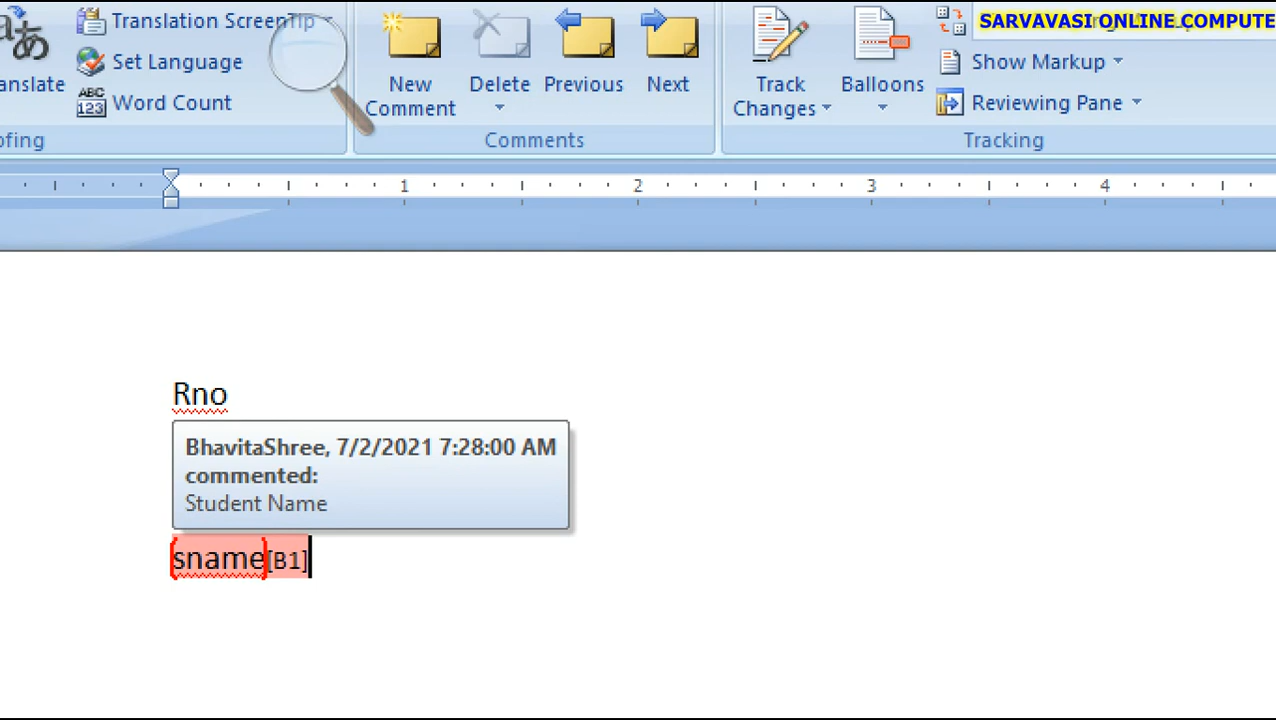 Translation ScreenTip
SARVAVASI ONLINE COMPUTE
Set Language
Show Markup
anslate
New
Comment
Delete
Previous
Next
Track
Changes
Balloons
ABC
123
Word Count
Reviewing Pane
ofing
Comments
Tracking
1
2
3
4
Rno
BhavitaShree, 7/2/2021 7:28:00 AM
commented:
Student Name
sname[B1]